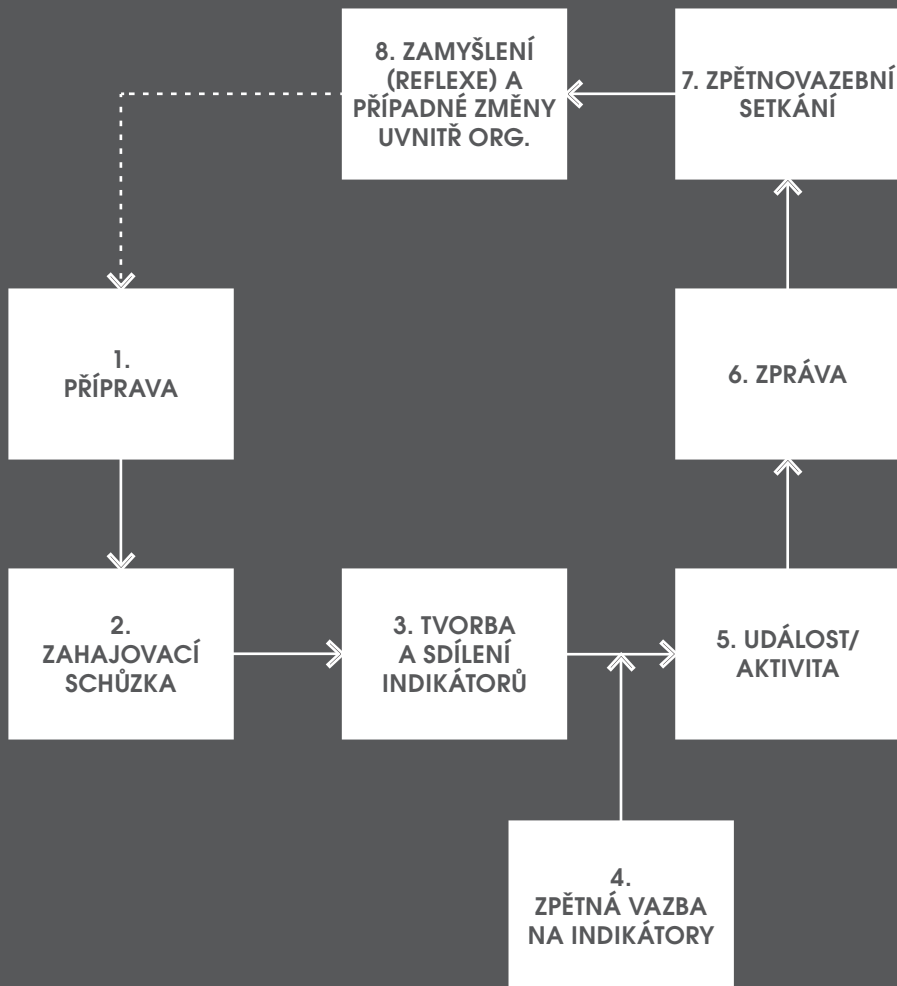 8. ZAMYŠLENÍ
(REFLEXE) A
PŘÍPADNÉ ZMĚNY
UVNITŘ ORG.
7. ZPĚTNOVAZEBNÍ
SETKÁNÍ
1.
PŘÍPRAVA
6. ZPRÁVA
2.
ZAHAJOVACÍ
SCHŮZKA
3. TVORBA
A SDÍLENÍ
INDIKÁTORŮ
5. UDÁLOST/
AKTIVITA
4.
ZPĚTNÁ VAZBA
NA INDIKÁTORY